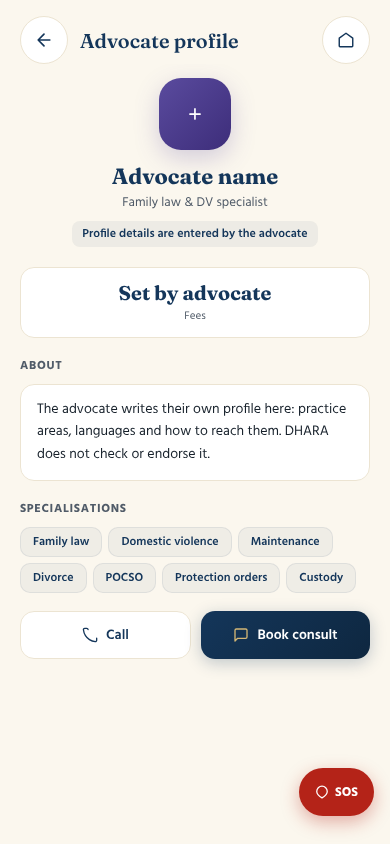 Advocate profile
+
Advocate name
Family law & DV specialist
Profile details are entered by the advocate
Set by advocate
Fees
ABOUT
The advocate writes their own profile here: practice
areas, languages and how to reach them. DHARA
does not check or endorse it.
SPECIALISATIONS
Family law Domestic violence Maintenance
Divorce POCSO Protection orders Custody
Call Book consult
SOS